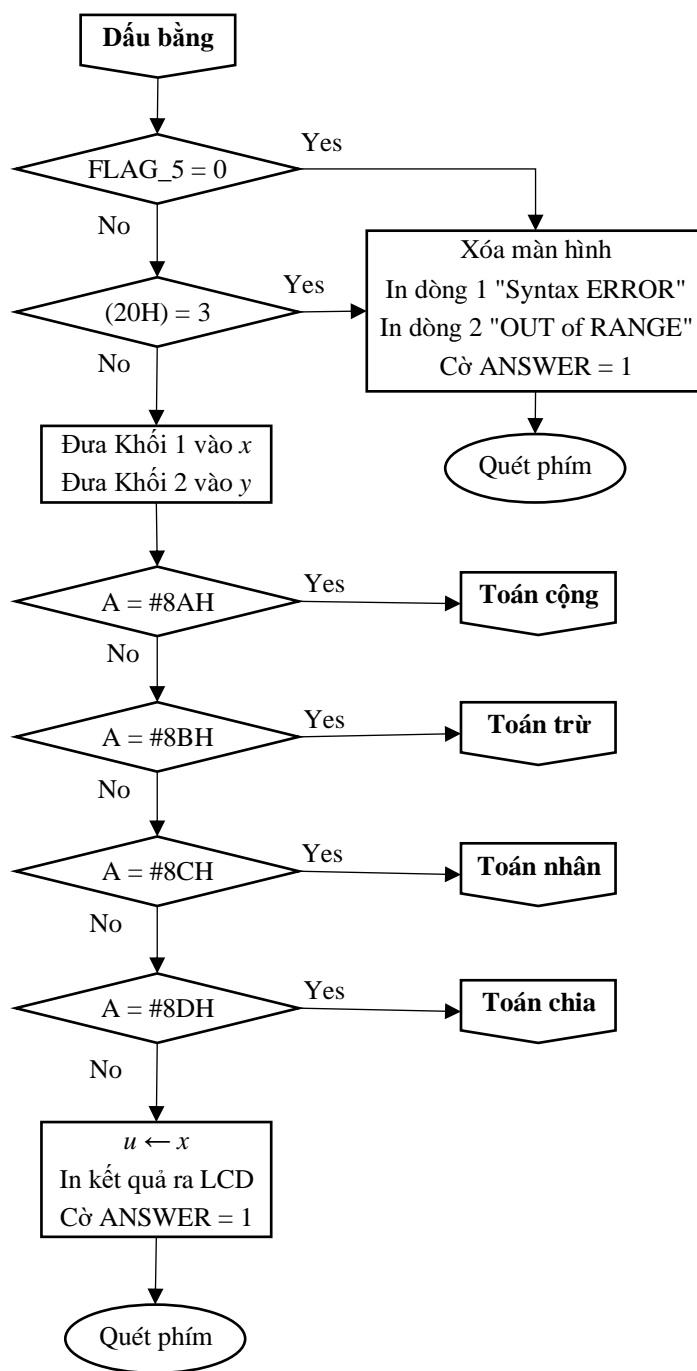 Dấu bằng
Yes
FLAG_5 = 0
No
Xóa màn hình
In dòng 1 "Syntax ERROR"
In dòng 2 "OUT of RANGE"
Cờ ANSWER = 1
Yes
(20H) = 3
No
Đưa Khối 1 vào x
Đưa Khối 2 vào y
Quét phím
Yes
A = #8AH
Toán cộng
No
Yes
A = #8BH
Toán trừ
No
Yes
A = #8CH
Toán nhân
No
Yes
A = #8DH
Toán chia
No
u ← x
In kết quả ra LCD
Cờ ANSWER = 1
Quét phím